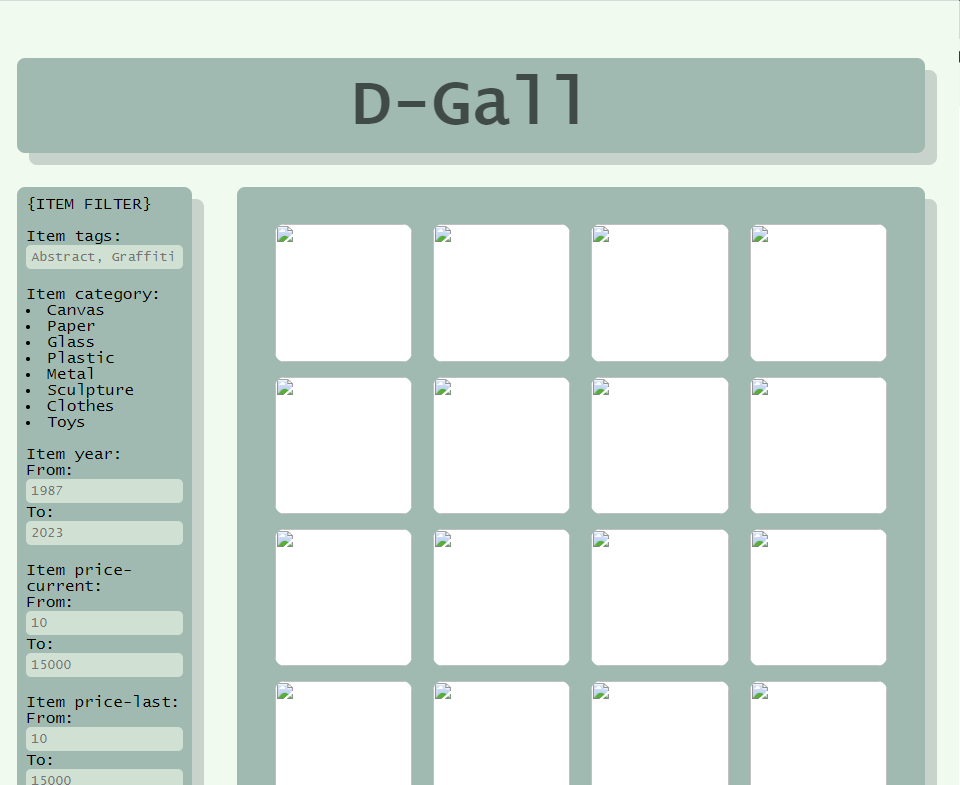 D-Gall
{ITEM FILTER}
Item tags:
Abstract, Graffiti
Item category:
Canvas
Paper
Glass
Plastic
Metal
Sculpture
Clothes
Toys
Item year:
From:
1987
To:
2023
Item price-
current:
From:
10
To:
15000
Item price-last:
From:
10
To:
15000